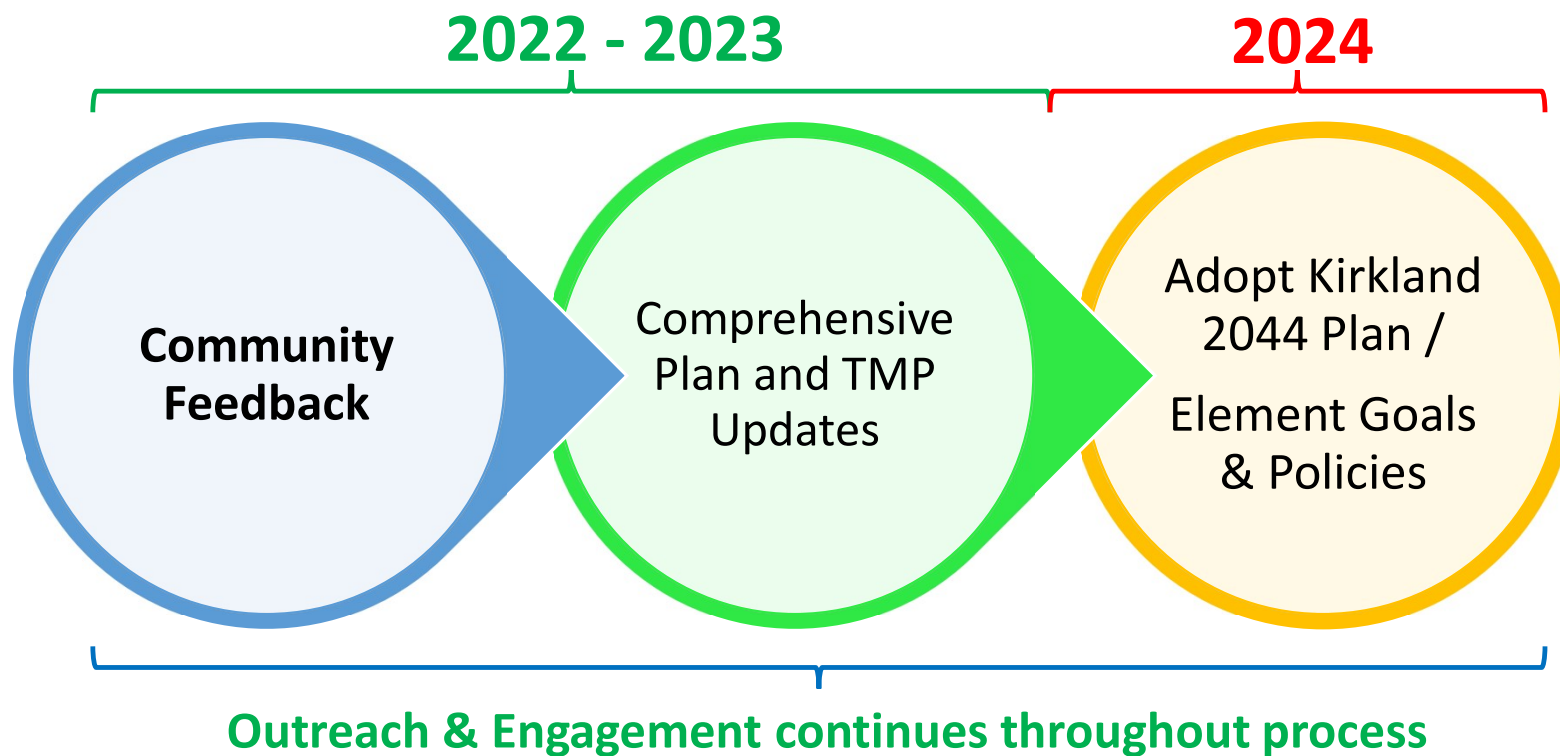 2022 - 2023
2024
Community
Feedback
Comprehensive
Plan and TMP
Updates
Adopt Kirkland
2044 Plan /
Element Goals
& Policies
Outreach & Engagement continues throughout process